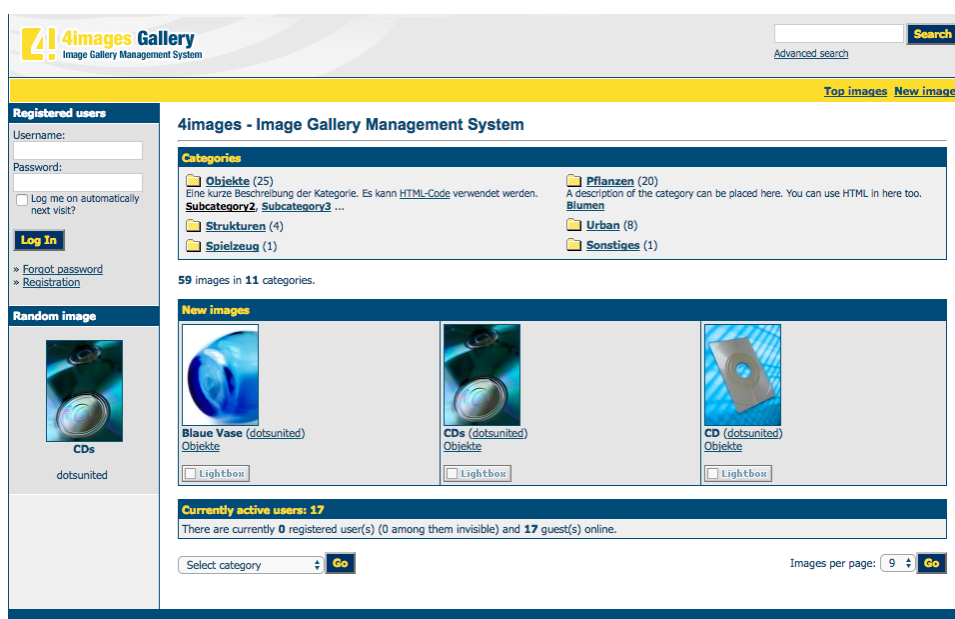 4images Gallery
Image Gallery Management System
Search
Advanced search
Top images New image
Registered users
Username:
Password:
Log me on automatically
next visit?
Log In
» Forgot password
» Registration
Random image
CDs
dotsunited
4images - Image Gallery Management System
Categories
Objekte (25)
Eine kurze Beschreibung der Kategorie. Es kann HTML-Code verwendet werden.
Subcategory2, Subcategory3 ...
Strukturen (4)
Spielzeug (1)
Pflanzen (20)
A description of the category can be placed here. You can use HTML in here too.
Blumen
Urban (8)
Sonstiges (1)
59 images in 11 categories.
New images
Blaue Vase (dotsunited)
Objekte
Lightbox
CDs (dotsunited)
Objekte
Lightbox
CD (dotsunited)
Objekte
Lightbox
Currently active users: 17
There are currently 0 registered user(s) (0 among them invisible) and 17 guest(s) online.
Select category Go
Images per page: 9 Go